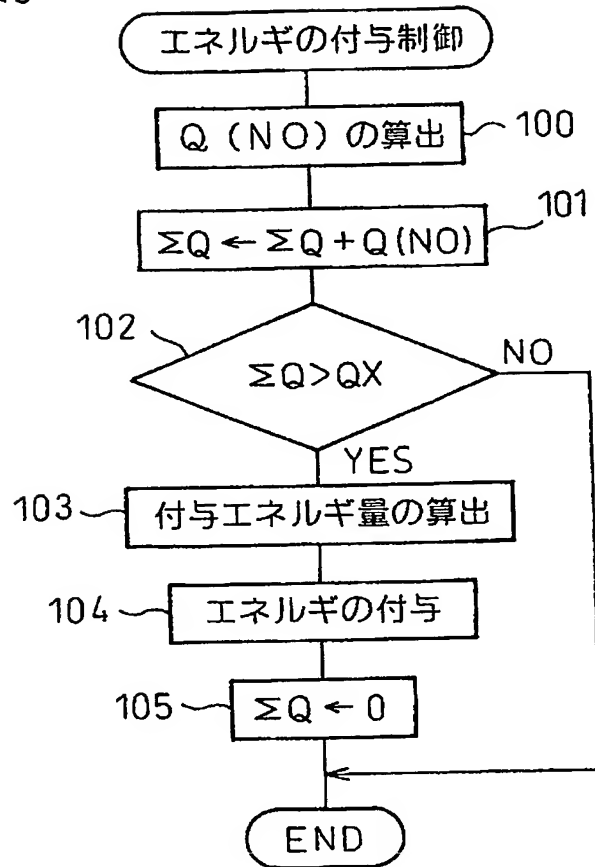 エネルギの付与制御
Q (NO) の算出
100
ΣQ ← ΣQ + Q(NO)
101
102
ΣQ>QX
NO
YES
103
付与エネルギ量の算出
104
エネルギの付与
105
ΣQ ← 0
END